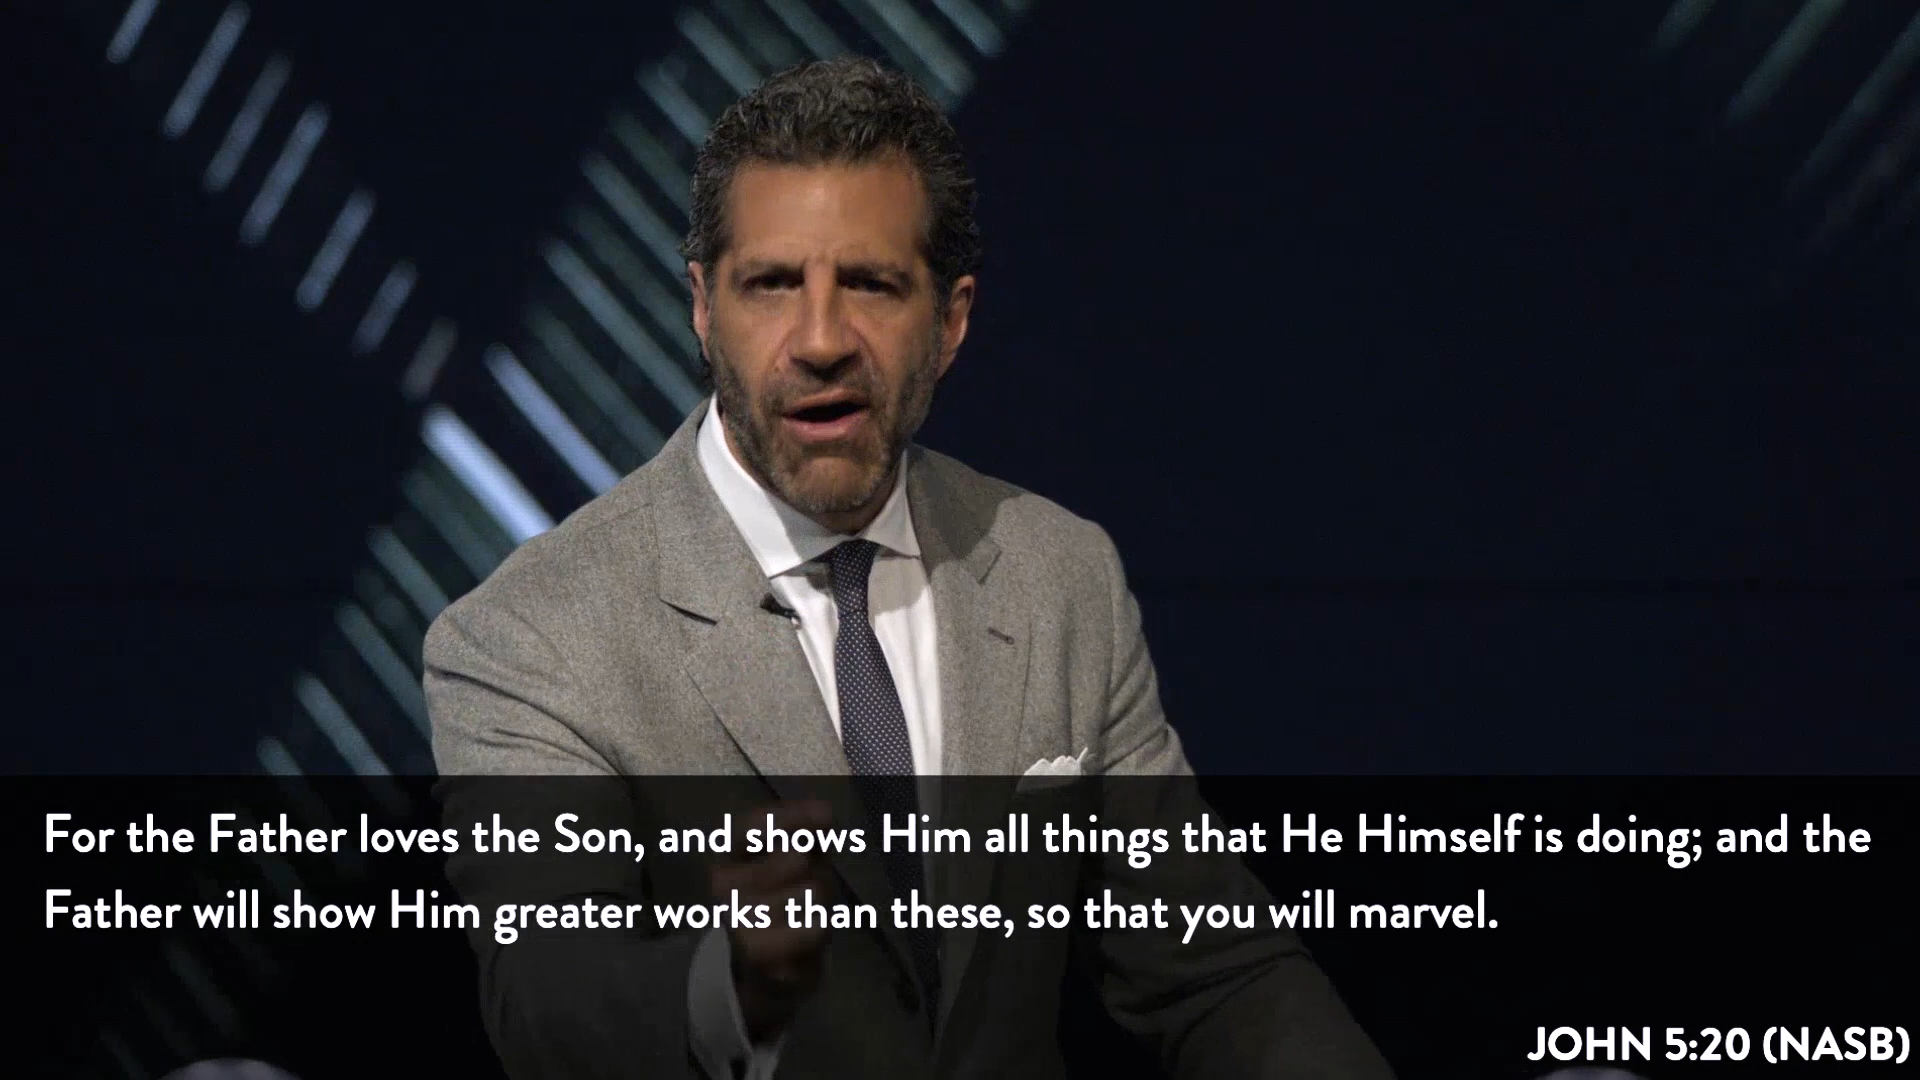 For the Father loves the Son, and shows Him all things that He Himself is doing; and the
Father will show Him greater works than these, so that you will marvel.
JOHN 5:20 (NASB)